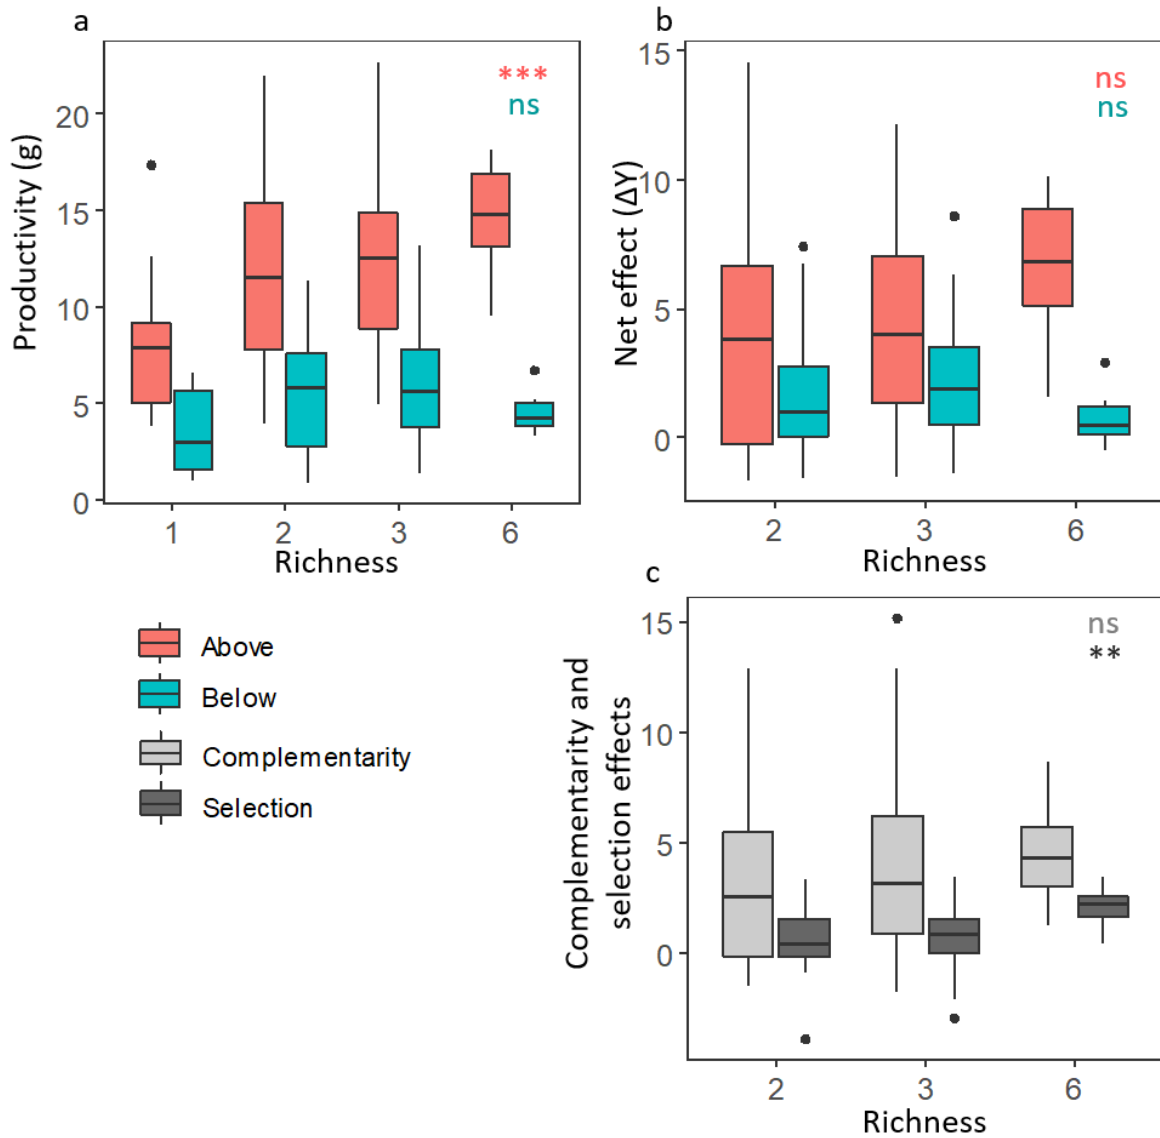 a
Productivity (g)
20
15
10
5
0
***
ns
1 2 3 6
Richness
b
Net effect (ΔY)
15
10
5
0
ns
ns
2 3 6
Richness
Above
Below
Complementarity
Selection
c
Complementarity and
selection effects
15
10
5
0
ns
**
2 3 6
Richness